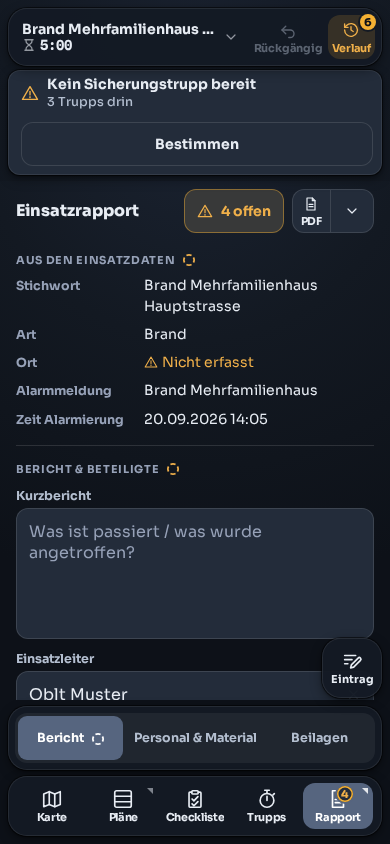 Brand Mehrfamilienhaus ...
5:00
Rückgängig
Verlauf
6
Kein Sicherungstrupp bereit
3 Trupps drin
Bestimmen
Einsatzrapport
4 offen
PDF
AUS DEN EINSATZDATEN
Stichwort
Brand Mehrfamilienhaus
Hauptstrasse
Art
Brand
Ort
Nicht erfasst
Alarmmeldung
Brand Mehrfamilienhaus
Zeit Alarmierung
20.09.2026 14:05
BERICHT & BETEILIGTE
Kurzbericht
Was ist passiert / was wurde
angetroffen?
Einsatzleiter
Oblt Muster
Eintrag
Bericht
Personal & Material
Beilagen
Karte
Pläne
Checkliste
Trupps
4
Rapport